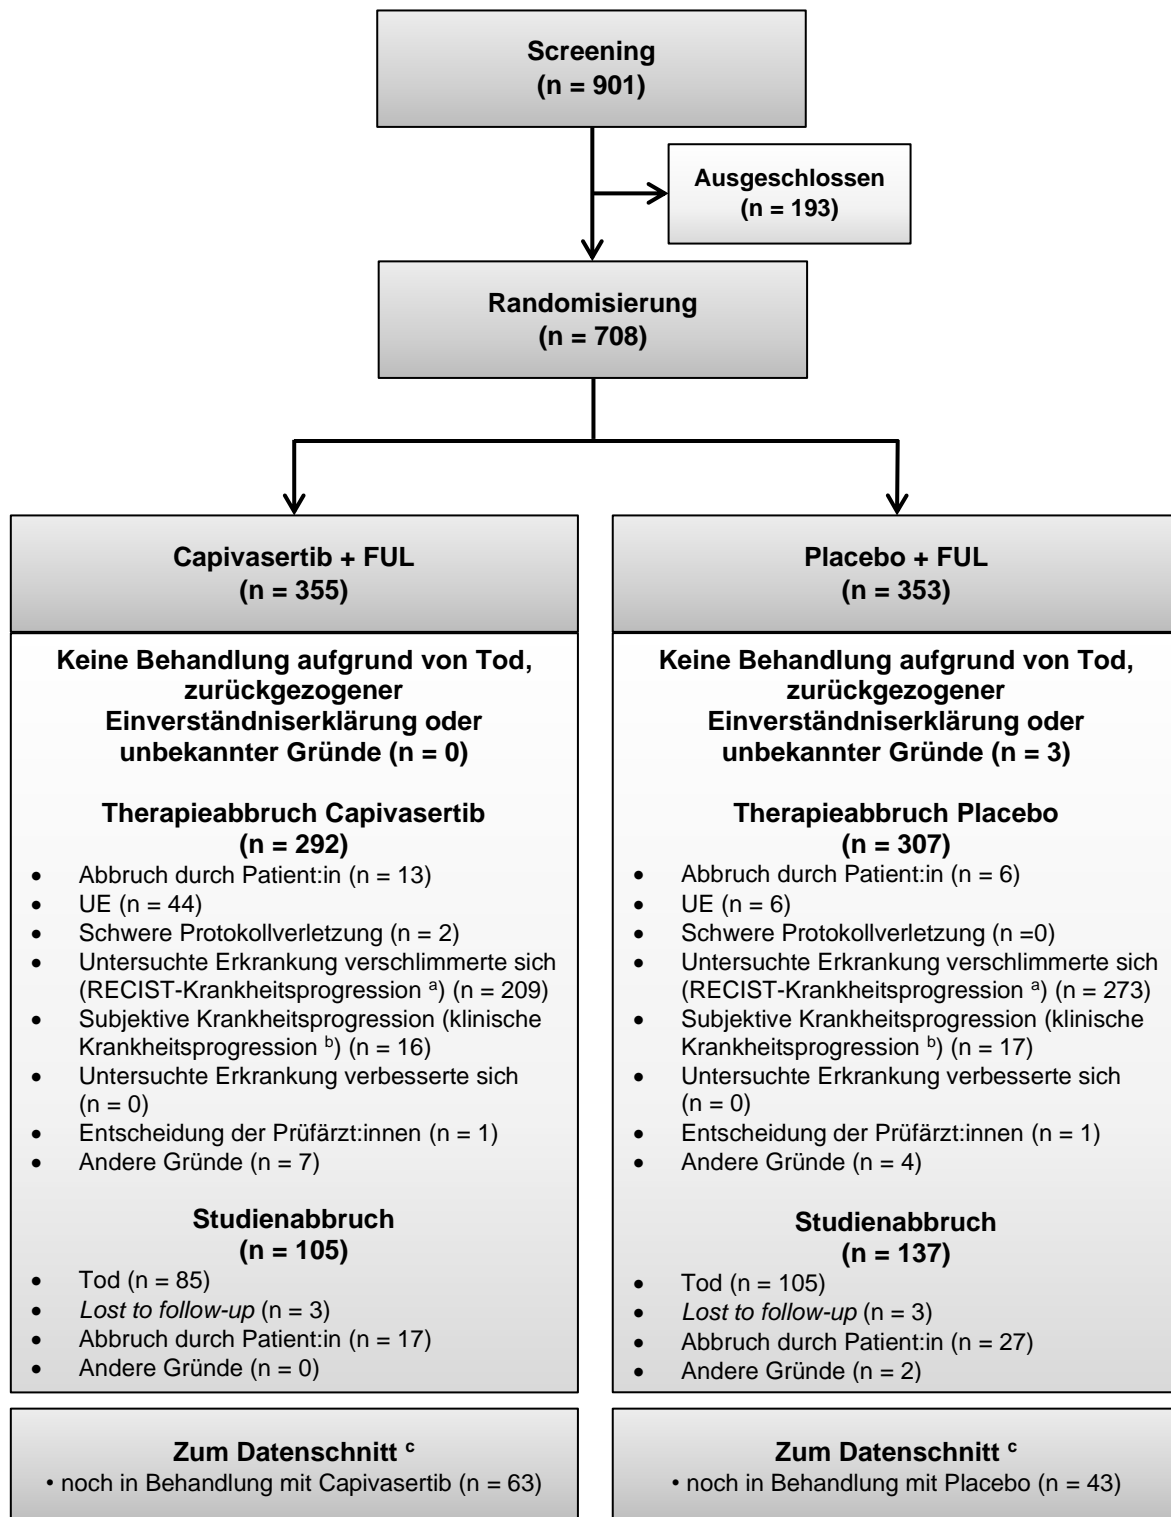 Screening
(n = 901)
Ausgeschlossen
(n = 193)
Randomisierung
(n = 708)
Capivasertib + FUL
(n = 355)
Keine Behandlung aufgrund von Tod,
zurückgezogener
Einverständniserklärung oder
unbekannter Gründe (n = 0)
Therapieabbruch Capivasertib
(n = 292)
• Abbruch durch Patient:in (n = 13)
• UE (n = 44)
• Schwere Protokollverletzung (n = 2)
• Untersuchte Erkrankung verschlimmerte sich
(RECIST-Krankheitsprogression ᵃ) (n = 209)
• Subjektive Krankheitsprogression (klinische
Krankheitsprogression ᵇ) (n = 16)
• Untersuchte Erkrankung verbesserte sich
(n = 0)
• Entscheidung der Prüfärzt:innen (n = 1)
• Andere Gründe (n = 7)
Studienabbruch
(n = 105)
• Tod (n = 85)
• Lost to follow-up (n = 3)
• Abbruch durch Patient:in (n = 17)
• Andere Gründe (n = 0)
Zum Datenschnitt ᶜ
• noch in Behandlung mit Capivasertib (n = 63)
Placebo + FUL
(n = 353)
Keine Behandlung aufgrund von Tod,
zurückgezogener
Einverständniserklärung oder
unbekannter Gründe (n = 3)
Therapieabbruch Placebo
(n = 307)
• Abbruch durch Patient:in (n = 6)
• UE (n = 6)
• Schwere Protokollverletzung (n =0)
• Untersuchte Erkrankung verschlimmerte sich
(RECIST-Krankheitsprogression ᵃ) (n = 273)
• Subjektive Krankheitsprogression (klinische
Krankheitsprogression ᵇ) (n = 17)
• Untersuchte Erkrankung verbesserte sich
(n = 0)
• Entscheidung der Prüfärzt:innen (n = 1)
• Andere Gründe (n = 4)
Studienabbruch
(n = 137)
• Tod (n = 105)
• Lost to follow-up (n = 3)
• Abbruch durch Patient:in (n = 27)
• Andere Gründe (n = 2)
Zum Datenschnitt ᶜ
• noch in Behandlung mit Placebo (n = 43)